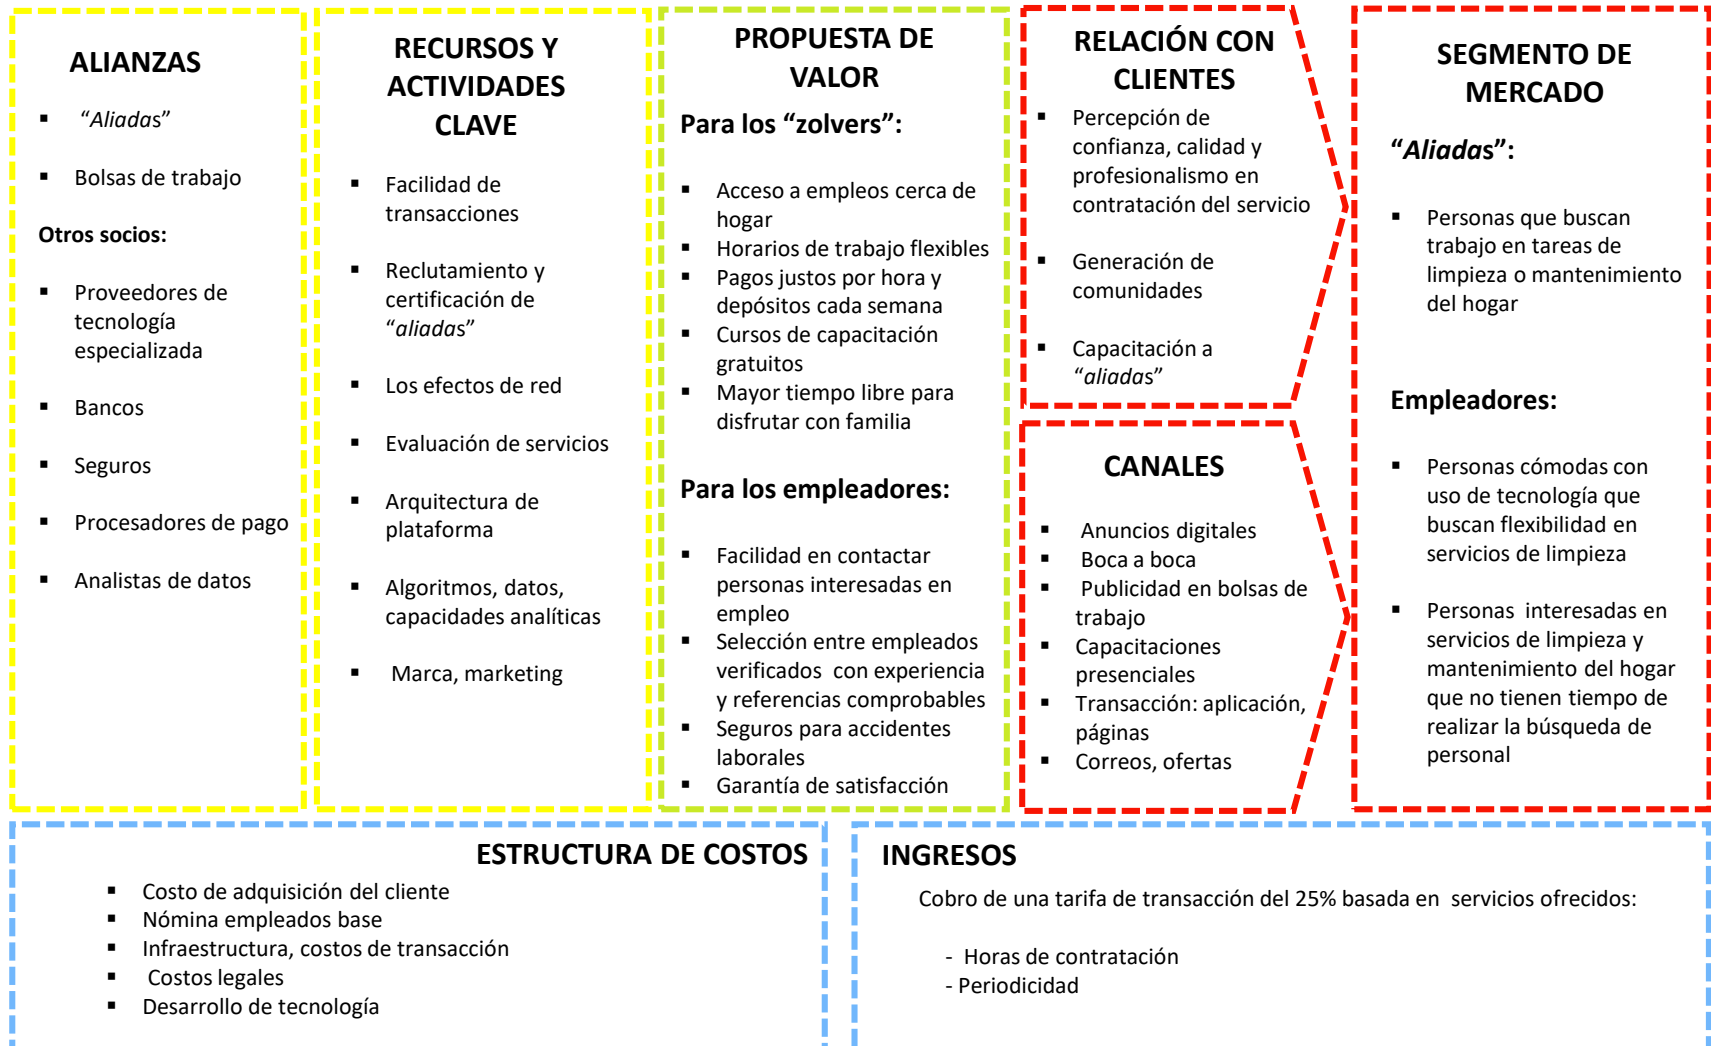 ALIANZAS
▪ “Aliadas”
▪ Bolsas de trabajo
Otros socios:
▪ Proveedores de
tecnología
especializada
▪ Bancos
▪ Seguros
▪ Procesadores de pago
▪ Analistas de datos
RECURSOS Y
ACTIVIDADES
CLAVE
▪ Facilidad de
transacciones
▪ Reclutamiento y
certificación de
“aliadas”
▪ Los efectos de red
▪ Evaluación de servicios
▪ Arquitectura de
plataforma
▪ Algoritmos, datos,
capacidades analíticas
▪ Marca, marketing
PROPUESTA DE
VALOR
Para los “zolvers”:
▪ Acceso a empleos cerca de
hogar
▪ Horarios de trabajo flexibles
▪ Pagos justos por hora y
depósitos cada semana
▪ Cursos de capacitación
gratuitos
▪ Mayor tiempo libre para
disfrutar con familia
Para los empleadores:
▪ Facilidad en contactar
personas interesadas en
empleo
▪ Selección entre empleados
verificados con experiencia
y referencias comprobables
▪ Seguros para accidentes
laborales
▪ Garantía de satisfacción
RELACIÓN CON
CLIENTES
▪ Percepción de
confianza, calidad y
profesionalismo en
contratación del servicio
▪ Generación de
comunidades
▪ Capacitación a
“aliadas”
CANALES
▪ Anuncios digitales
▪ Boca a boca
▪ Publicidad en bolsas de
trabajo
▪ Capacitaciones
presenciales
▪ Transacción: aplicación,
páginas
▪ Correos, ofertas
SEGMENTO DE
MERCADO
“Aliadas”:
▪ Personas que buscan
trabajo en tareas de
limpieza o mantenimiento
del hogar
Empleadores:
▪ Personas cómodas con
uso de tecnología que
buscan flexibilidad en
servicios de limpieza
▪ Personas interesadas en
servicios de limpieza y
mantenimiento del hogar
que no tienen tiempo de
realizar la búsqueda de
personal
ESTRUCTURA DE COSTOS
▪ Costo de adquisición del cliente
▪ Nómina empleados base
▪ Infraestructura, costos de transacción
▪ Costos legales
▪ Desarrollo de tecnología
INGRESOS
Cobro de una tarifa de transacción del 25% basada en servicios ofrecidos:
- Horas de contratación
- Periodicidad